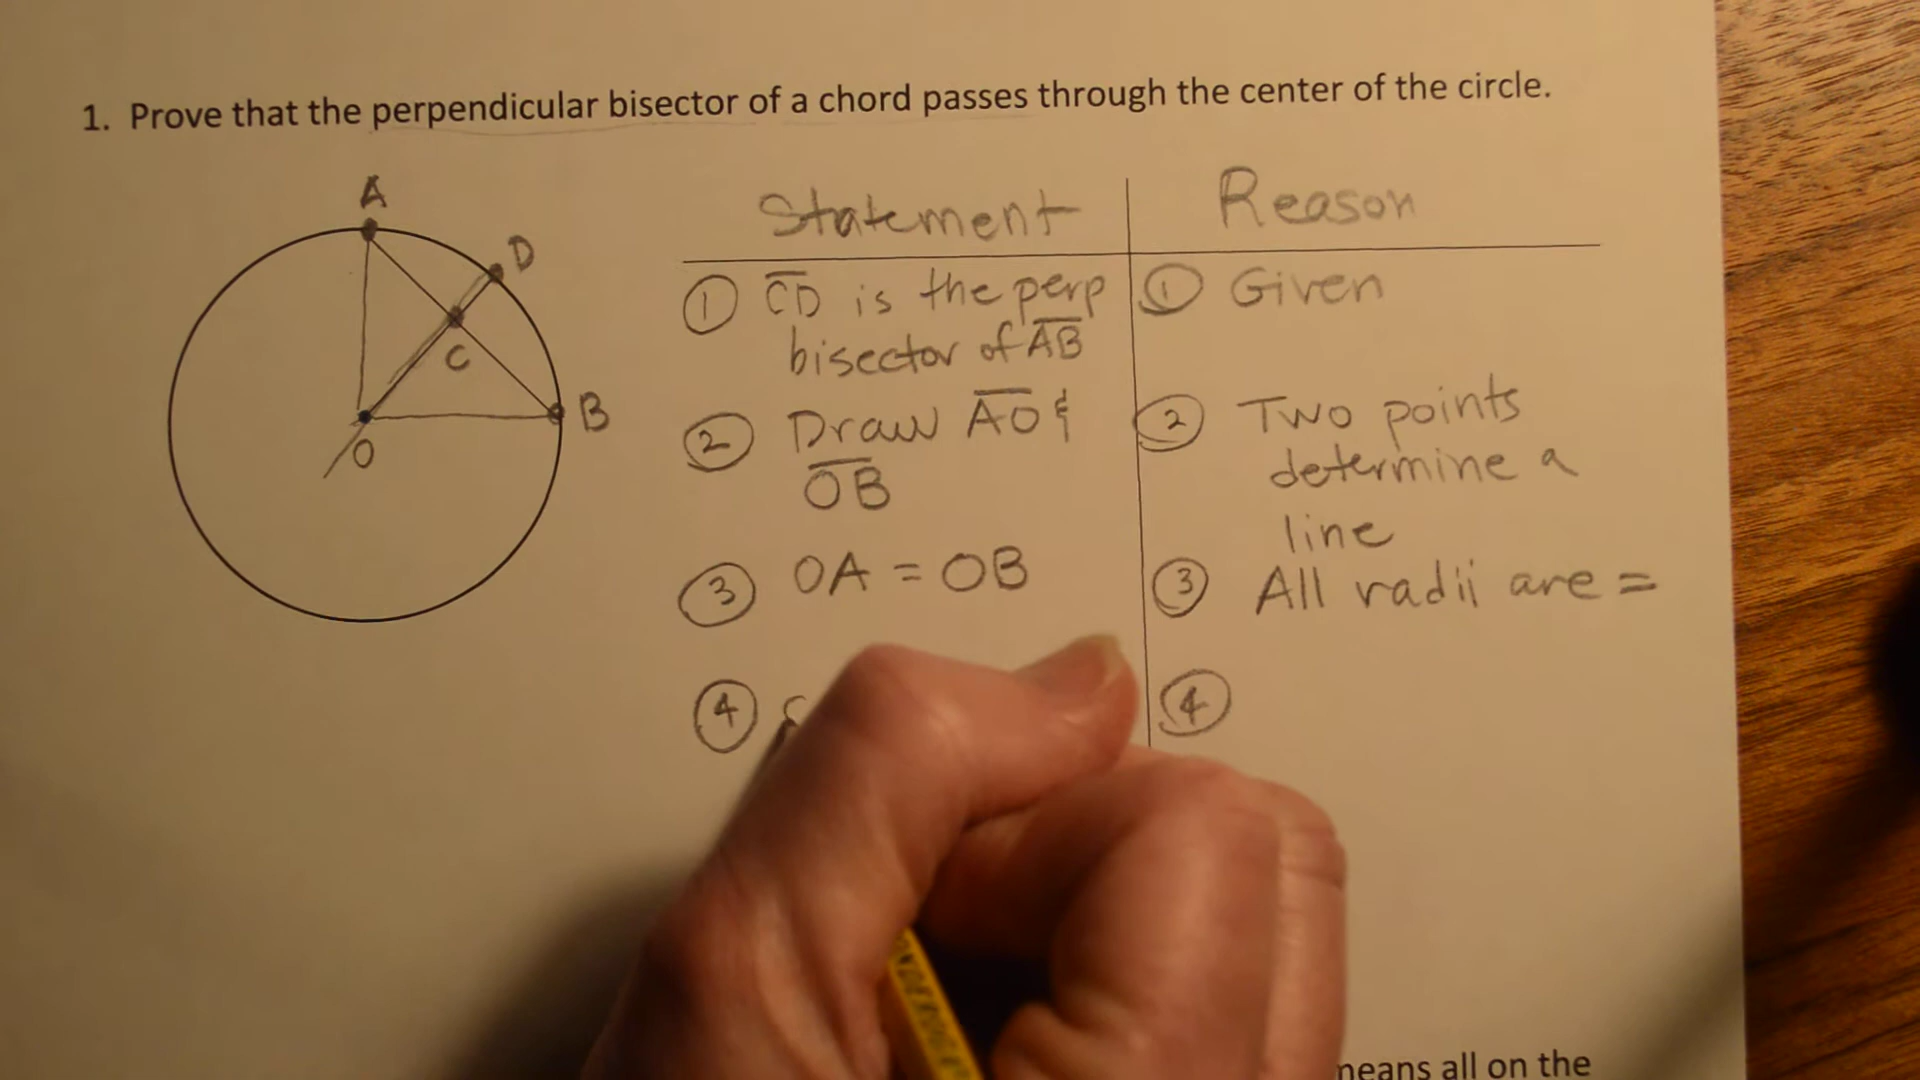 1. Prove that the perpendicular bisector of a chord passes through the center of the circle.
A
D
C
B
O
Statement
Reason
① CD is the perp
bisector of AB
① Given
② Draw AO &
OB
② Two points
determine a
line
③ OA = OB
③ All radii are =
④
④
means all on the